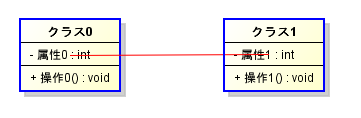 クラス0
- 属性0 : int
+ 操作0() : void
クラス1
- 属性1 : int
+ 操作1() : void